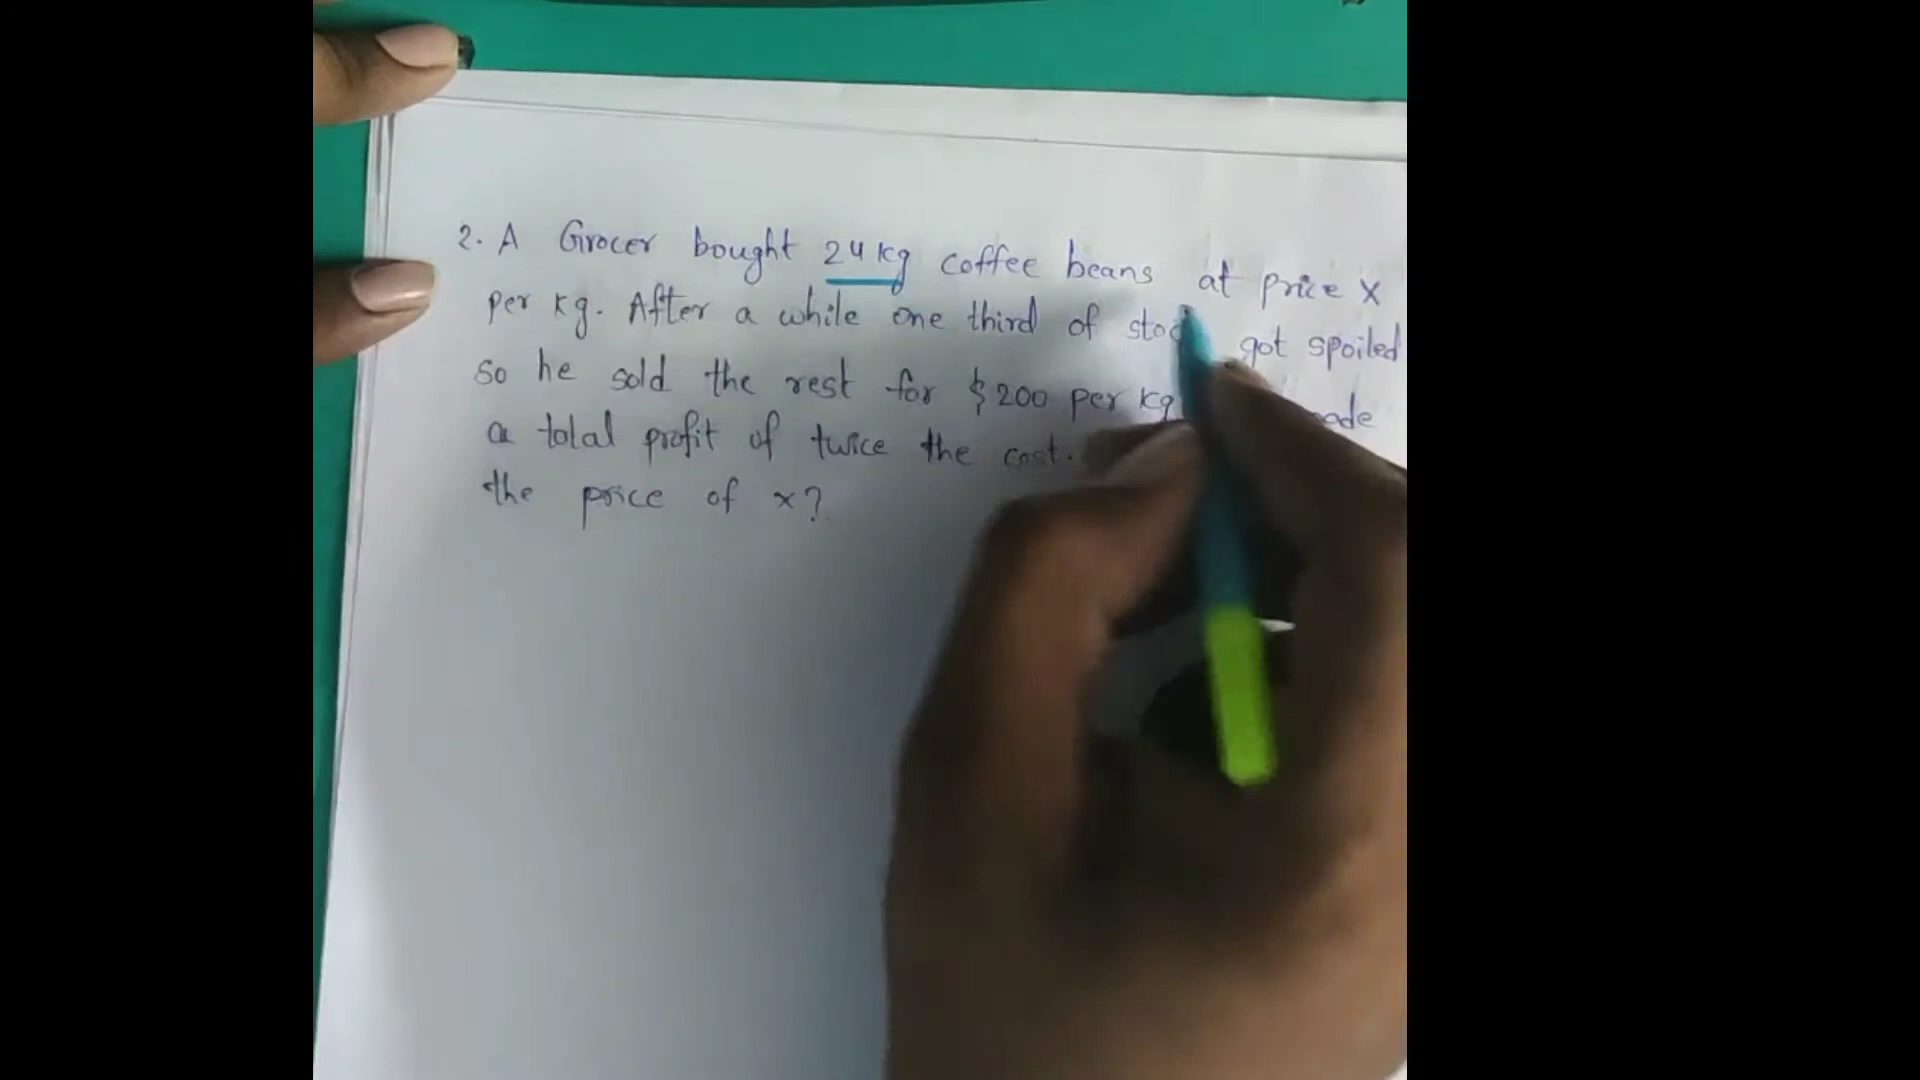 2. A Grocer bought 24 kg coffee beans at price x
per kg. After a while one third of got spoiled
so he sold the rest for $200 per kg
a total profit of twice the cost.
the price of x?